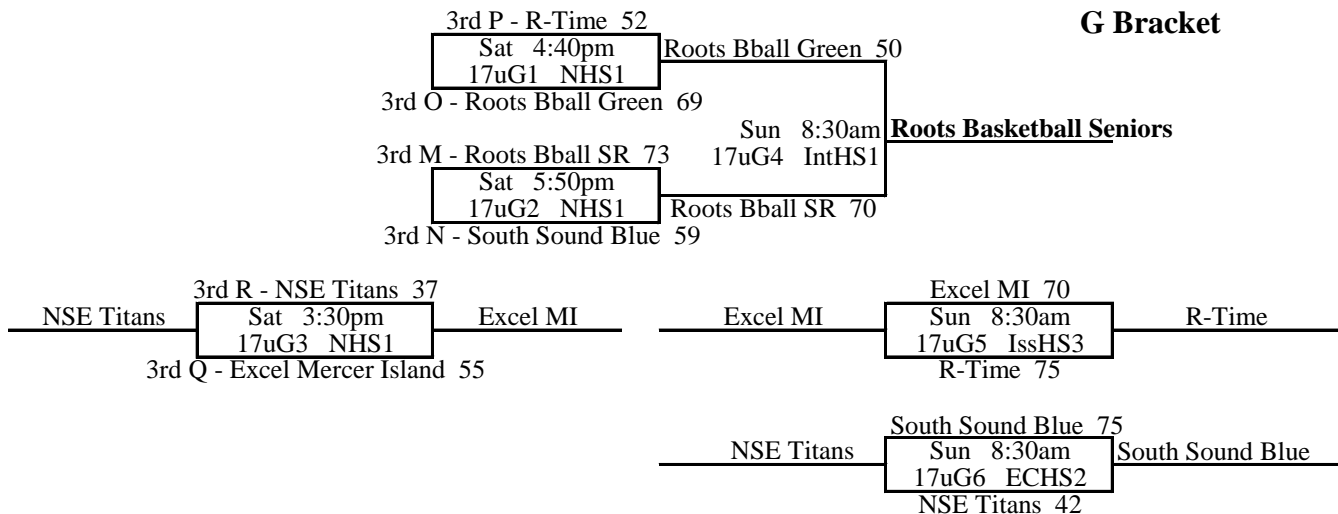 G Bracket
3rd P - R-Time 52
Sat 4:40pm
17uG1 NHS1
3rd O - Roots Bball Green 69
Roots Bball Green 50
Sun 8:30am
17uG4 IntHS1
Roots Basketball Seniors
3rd M - Roots Bball SR 73
Sat 5:50pm
17uG2 NHS1
3rd N - South Sound Blue 59
Roots Bball SR 70
3rd R - NSE Titans 37
NSE Titans
Sat 3:30pm
17uG3 NHS1
Excel MI
3rd Q - Excel Mercer Island 55
Excel MI 70
Excel MI
Sun 8:30am
17uG5 IssHS3
R-Time
R-Time 75
South Sound Blue 75
NSE Titans
Sun 8:30am
17uG6 ECHS2
South Sound Blue
NSE Titans 42